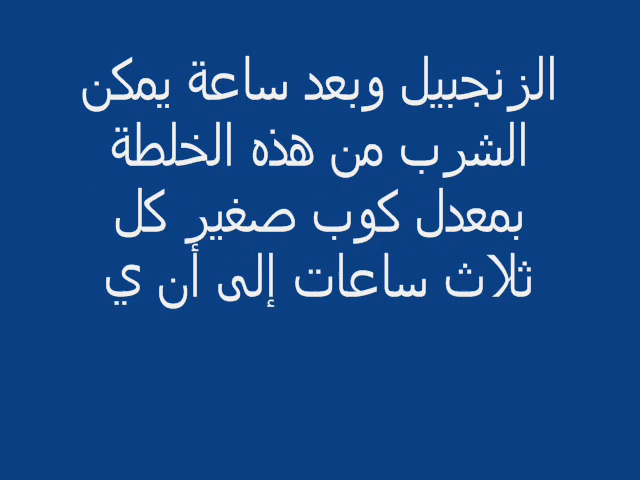 الزنجبيل وبعد ساعة يمكن
الشرب من هذه الخلطة
بمعدل كوب صغير كل
ثلاث ساعات إلى أن ي